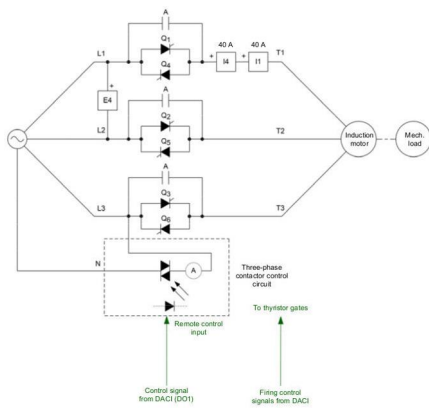 A
Q1
L1
Q4
40 A
40 A
+
I4
+
I1
T1
+
E4
A
Q2
L2
Q5
T2
Induction
motor
Mech.
load
A
Q3
L3
Q6
T3
N
A
Three-phase
contactor control
circuit
Remote control
input
To thyristor gates
Control signal
from DACI (DO1)
Firing control
signals from DACI